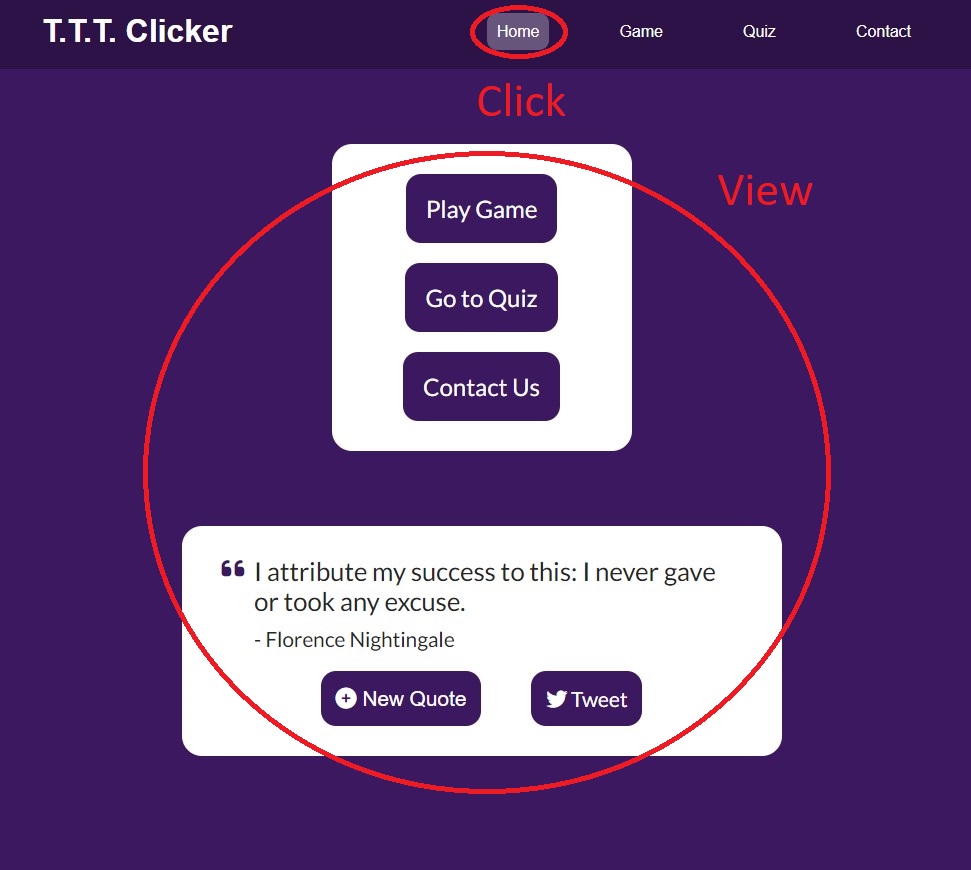 T.T.T. Clicker
Home
Game
Quiz
Contact
Click
View
Play Game
Go to Quiz
Contact Us
❝ I attribute my success to this: I never gave
or took any excuse.
- Florence Nightingale
New Quote
Tweet